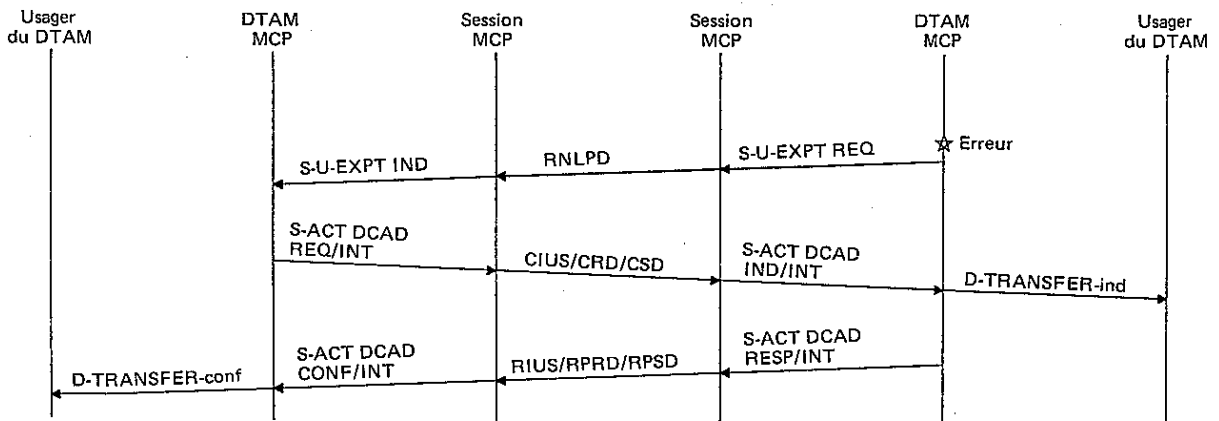 Usager
du DTAM
DTAM
MCP
Session
MCP
Session
MCP
DTAM
MCP
Usager
du DTAM
Erreur
S-U-EXPT IND
RNLPD
S-U-EXPT REQ
S-ACT DCAD
REQ/INT
CIUS/CRD/CSD
S-ACT DCAD
IND/INT
D-TRANSFER-ind
D-TRANSFER-conf
S-ACT DCAD
CONF/INT
RIUS/RPRD/RPSD
S-ACT DCAD
RESP/INT